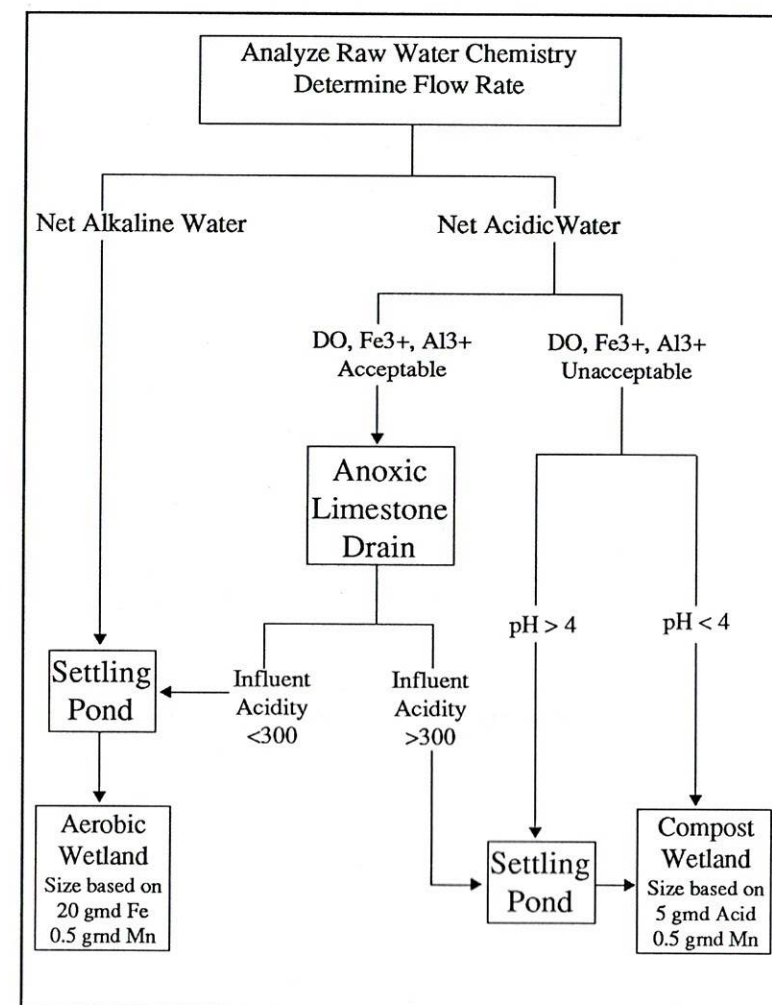 Analyze Raw Water Chemistry
Determine Flow Rate
Net Alkaline Water
Net AcidicWater
DO, Fe3+, Al3+
Acceptable
DO, Fe3+, Al3+
Unacceptable
Anoxic
Limestone
Drain
pH > 4
pH < 4
Settling
Pond
Influent
Acidity
<300
Influent
Acidity
>300
Aerobic
Wetland
Size based on
20 gmd Fe
0.5 gmd Mn
Settling
Pond
Compost
Wetland
Size based on
5 gmd Acid
0.5 gmd Mn